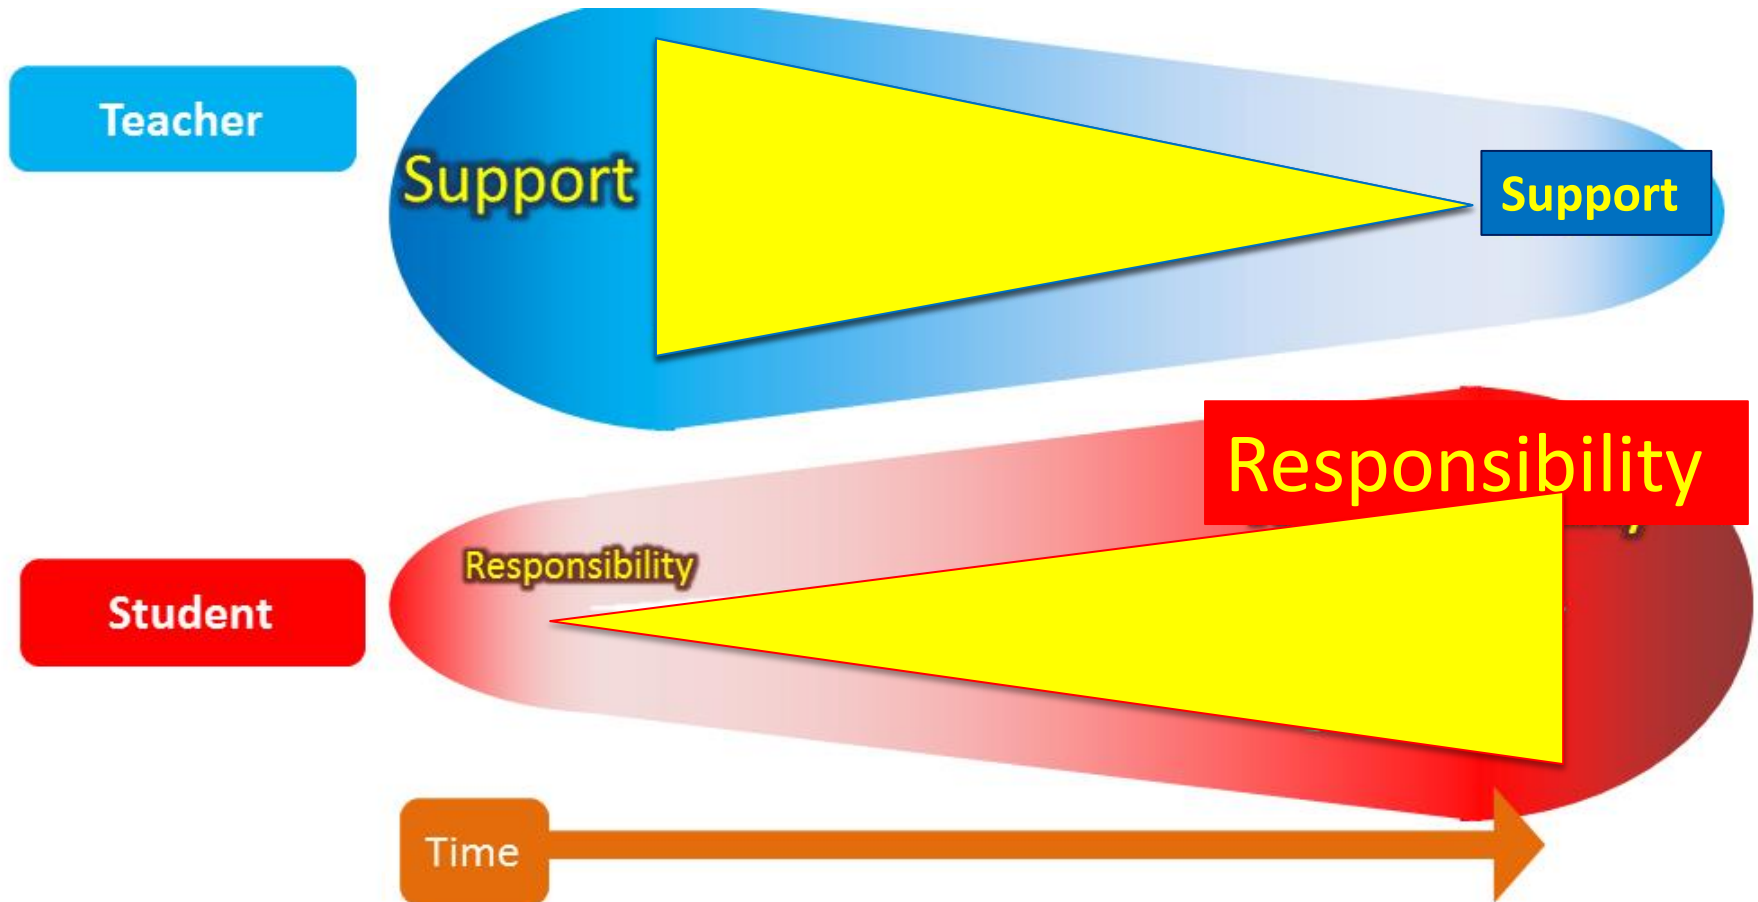 Teacher
Support
Support
Responsibility
Responsibility
Student
Time